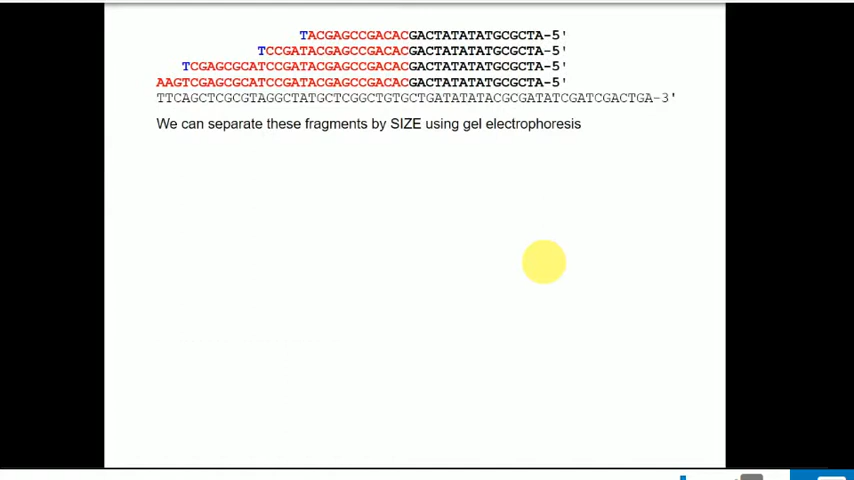 TACGAGCCGACACGACTATATATGCGCTA-5'
TCCGATACGAGCCGACACGACTATATATGCGCTA-5'
TCGAGCGCATCCGATACGAGCCGACACGACTATATATGCGCTA-5'
AAGTCGAGCGCATCCGATACGAGCCGACACGACTATATATGCGCTA-5'
TTCAGCTCGCGTAGGCTATGCTCGGCTGTGCTGATATATACGCGATATCGATCGACTGA-3'
We can separate these fragments by SIZE using gel electrophoresis